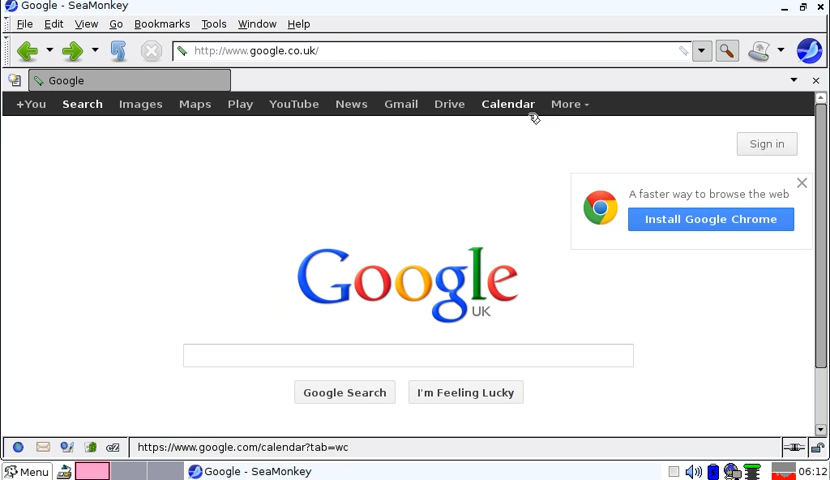 Google - SeaMonkey
File Edit View Go Bookmarks Tools Window Help
http://www.google.co.uk/
Google
+You Search Images Maps Play YouTube News Gmail Drive Calendar More
Sign in
A faster way to browse the web
Install Google Chrome
Google
UK
Google Search I'm Feeling Lucky
https://www.google.com/calendar?tab=wc
Menu Google - SeaMonkey 06:12